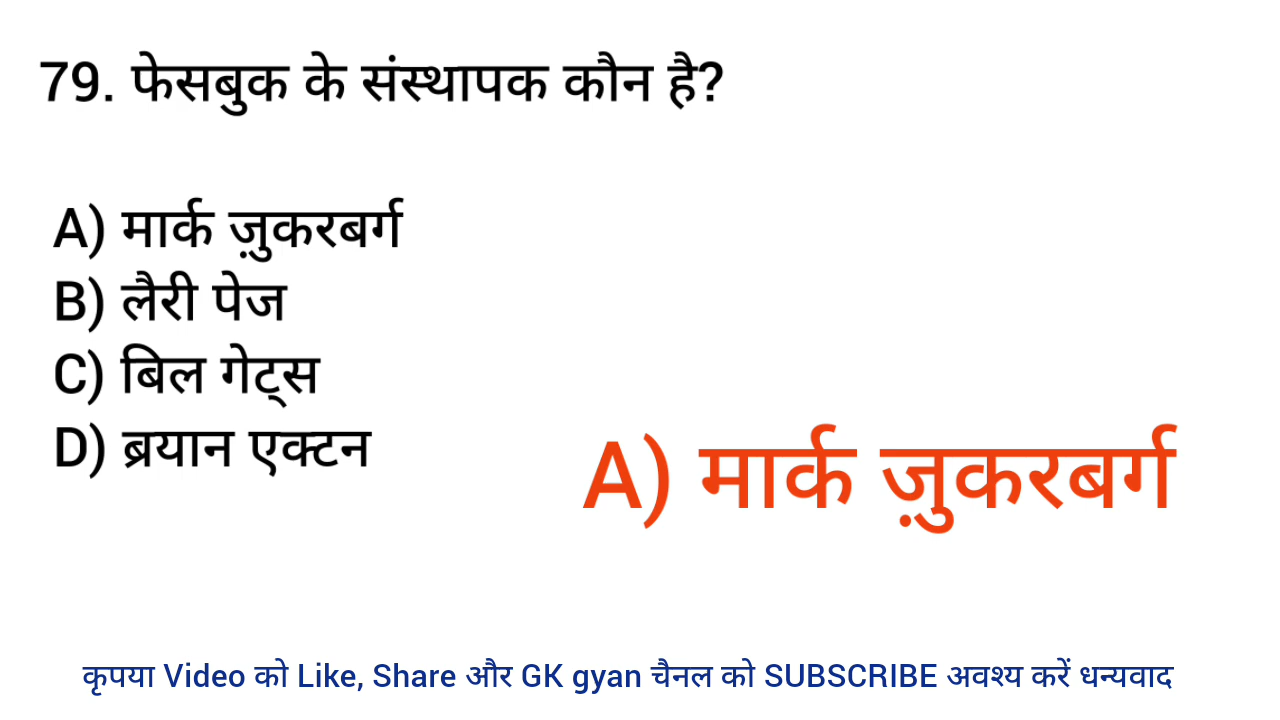 79. फेसबुक के संस्थापक कौन है?
A) मार्क ज़ुकरबर्ग
B) लैरी पेज
C) बिल गेट्स
D) ब्रयान एक्टन
A) मार्क ज़ुकरबर्ग
कृपया Video को Like, Share और GK gyan चैनल को SUBSCRIBE अवश्य करें धन्यवाद